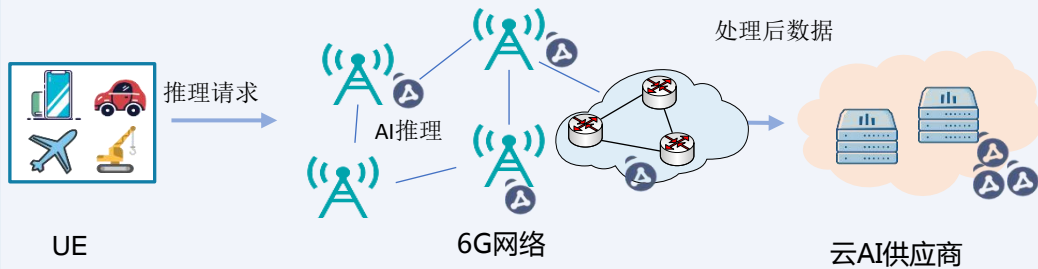 处理后数据
推理请求
AI推理
UE
6G网络
云AI供应商